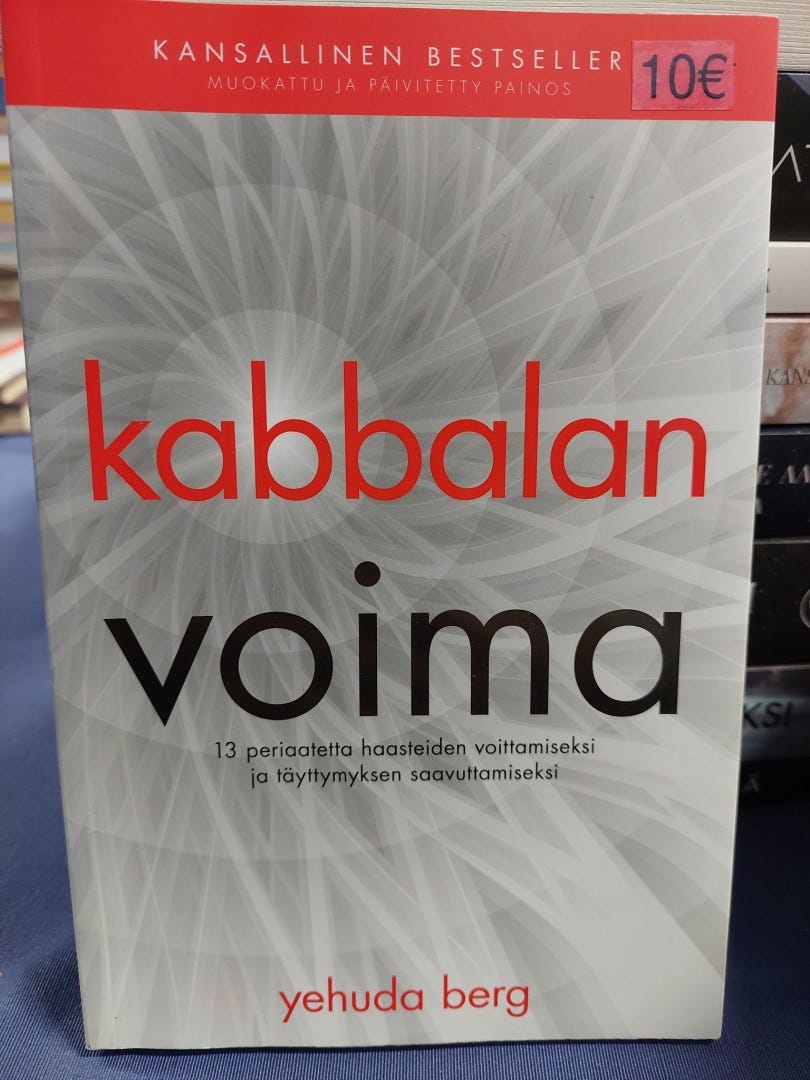 KANSALLINEN BESTSELLER
10€
MUOKATTU JA PÄIVITETTY PAINOS
kabbalan
voima
13 periaatetta haasteiden voittamiseksi
ja täyttymyksen saavuttamiseksi
yehuda berg